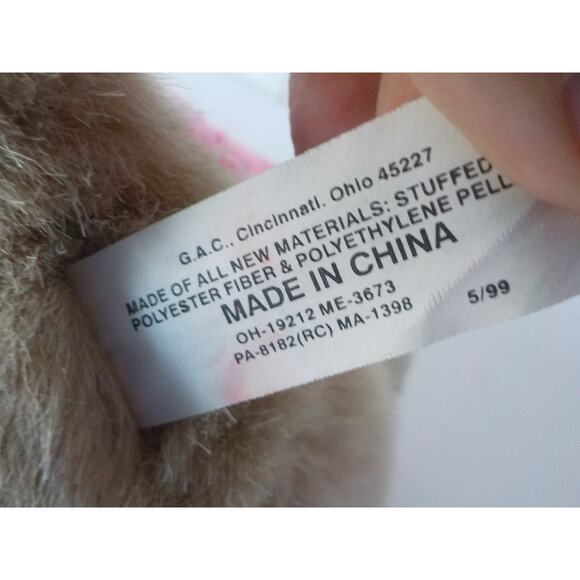 G.A.C., Cincinnati. Ohio 45227
MADE OF ALL NEW MATERIALS: STUFFED
POLYESTER FIBER & POLYETHYLENE PELL
MADE IN CHINA
OH-19212 ME-3673
PA-8182(RC) MA-1398
5/99